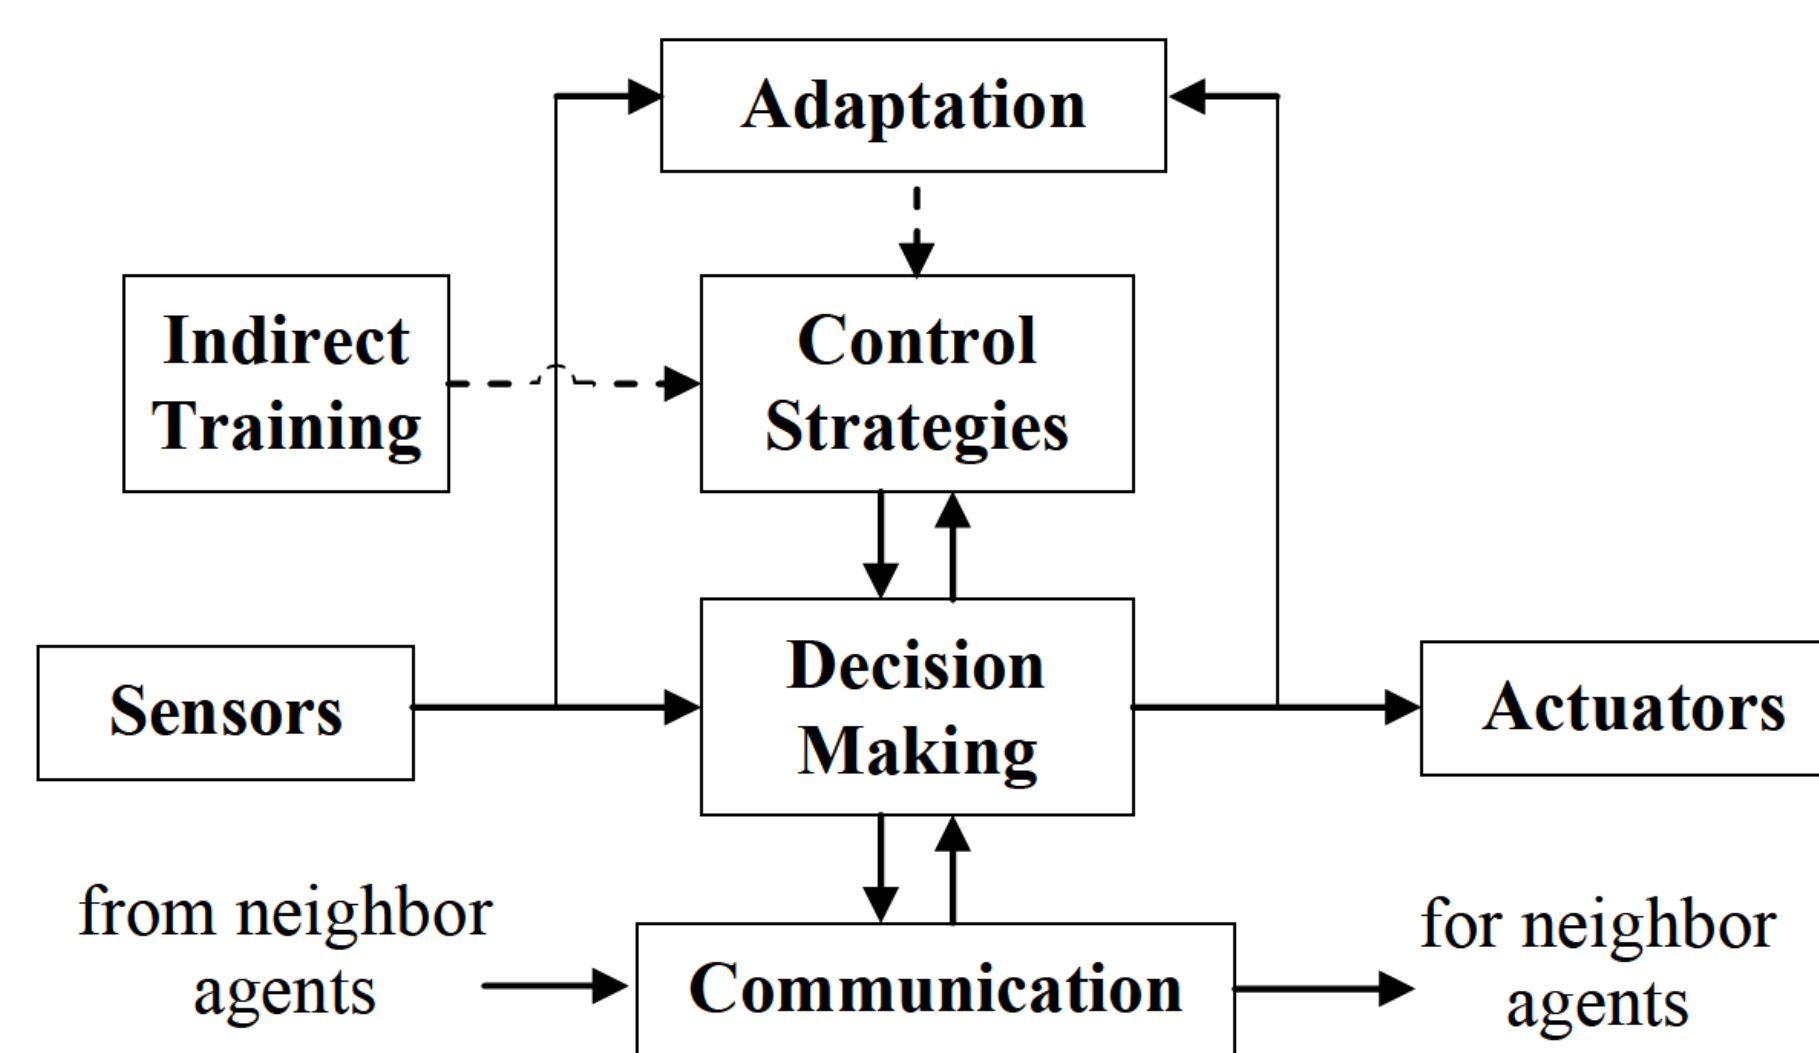 Adaptation
Indirect
Training
Control
Strategies
Sensors
Decision
Making
Actuators
from neighbor
agents
Communication
for neighbor
agents